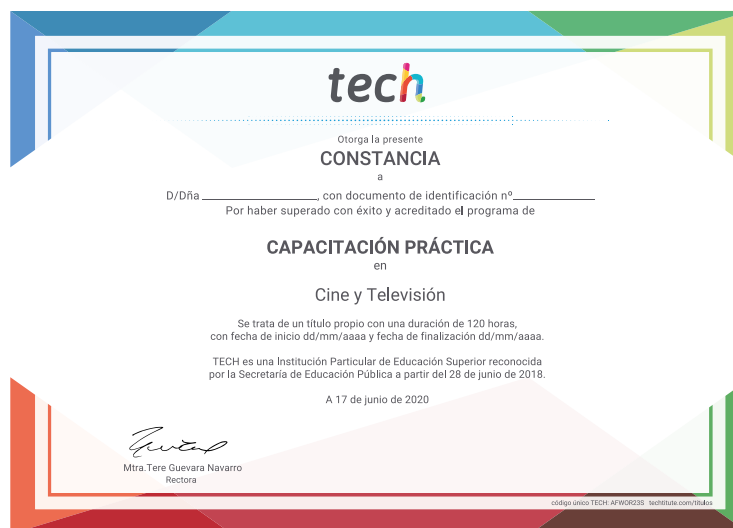 tech
Otorga la presente
CONSTANCIA
a
D/Dña ________________, con documento de identificación nº____________
Por haber superado con éxito y acreditado el programa de
CAPACITACIÓN PRÁCTICA
en
Cine y Televisión
Se trata de un título propio con una duración de 120 horas,
con fecha de inicio dd/mm/aaaa y fecha de finalización dd/mm/aaaa.
TECH es una Institución Particular de Educación Superior reconocida
por la Secretaría de Educación Pública a partir del 28 de junio de 2018.
A 17 de junio de 2020
Mtra.Tere Guevara Navarro
Rectora
código único TECH: AFWOR23S techtitute.com/titulos